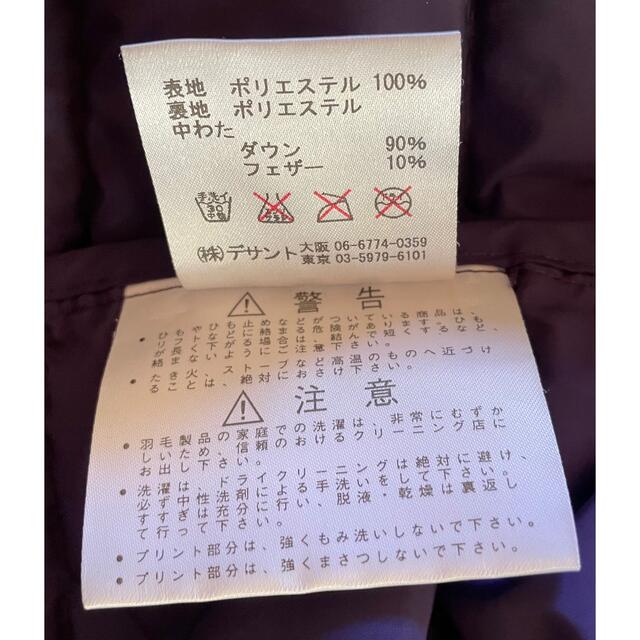 表地 ポリエステル 100%
裏地 ポリエステル
中わた
ダウン 90%
フェザー 10%
手洗イ
30
中性
(株)デサント 大阪 06-6774-0359
東京 03-5979-6101
警告
注意
• 羽毛製品の家庭での洗濯は、非常にむずか
しいため、信頼のおけるクリーニング店に
お出し下さい。
• 洗濯は、ドライクリーニングは絶対に避け、
必ず中性洗剤による手洗いをして下さい。
すすぎは充分に行い、脱液・乾燥は裏返し
て行って下さい。
• プリント部分は、強くもみ洗いしないで下さい。
• プリント部分は、強くまさつしないで下さい。